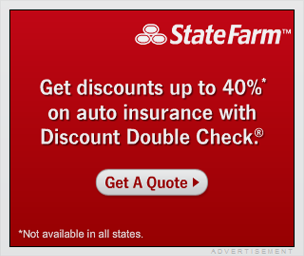 StateFarm™
Get discounts up to 40%*
on auto insurance with
Discount Double Check.®
Get A Quote
*Not available in all states.
ADVERTISEMENT